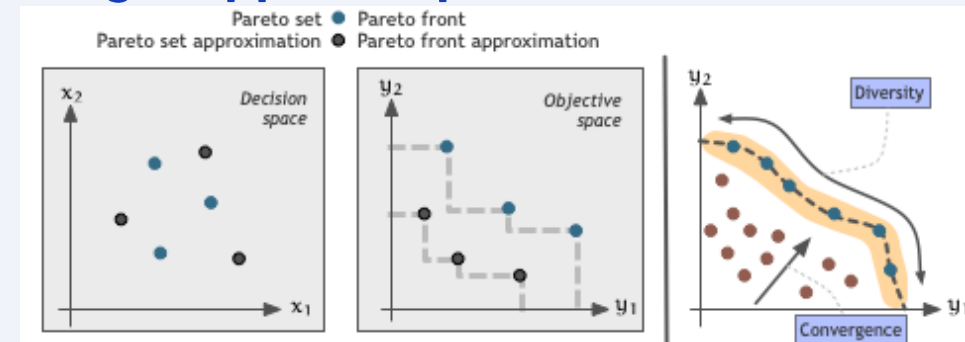 Pareto set Pareto front
Pareto set approximation Pareto front approximation
x₂
Decision
space
x₁
y₂
Objective
space
y₁
y₂
Diversity
y₁
Convergence